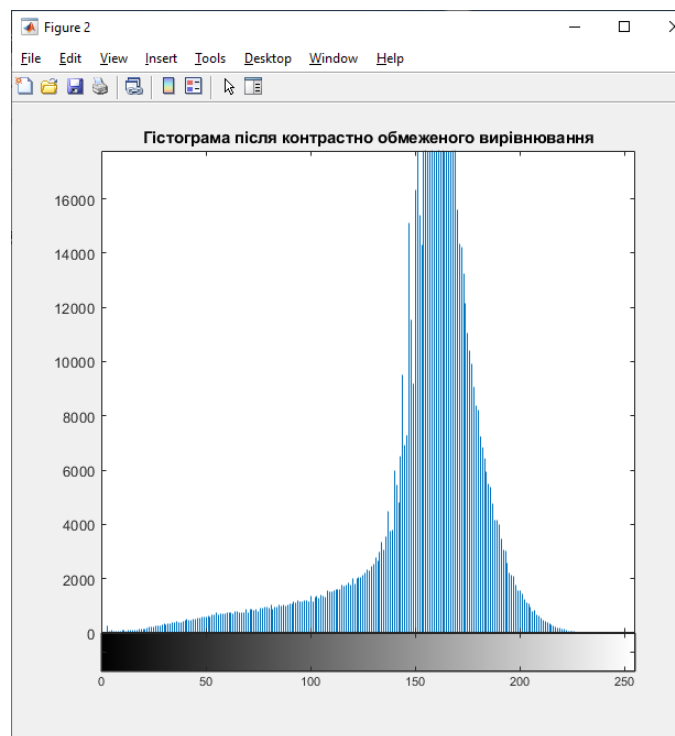 Figure 2
File Edit View Insert Tools Desktop Window Help
Гістограма після контрастно обмеженого вирівнювання
16000
14000
12000
10000
8000
6000
4000
2000
0
0 50 100 150 200 250